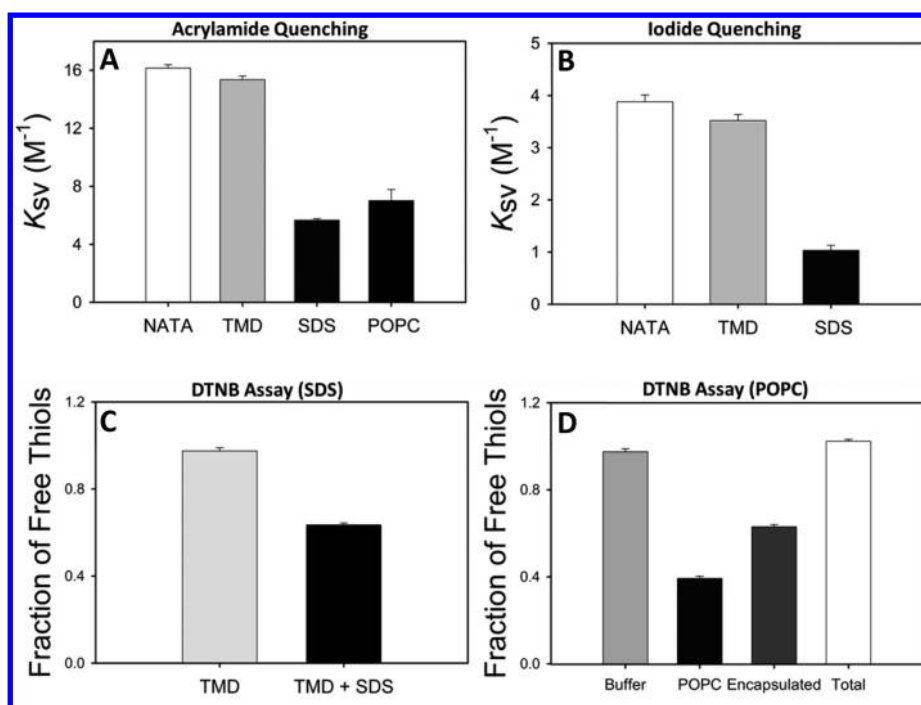 Acrylamide Quenching
A
K_SV (M⁻¹)
16
12
8
4
0
NATA TMD SDS POPC
Iodide Quenching
B
K_SV (M⁻¹)
5
4
3
2
1
0
NATA TMD SDS
DTNB Assay (SDS)
C
Fraction of Free Thiols
1.2
0.8
0.4
0.0
TMD TMD + SDS
DTNB Assay (POPC)
D
Fraction of Free Thiols
1.2
0.8
0.4
0.0
Buffer POPC Encapsulated Total